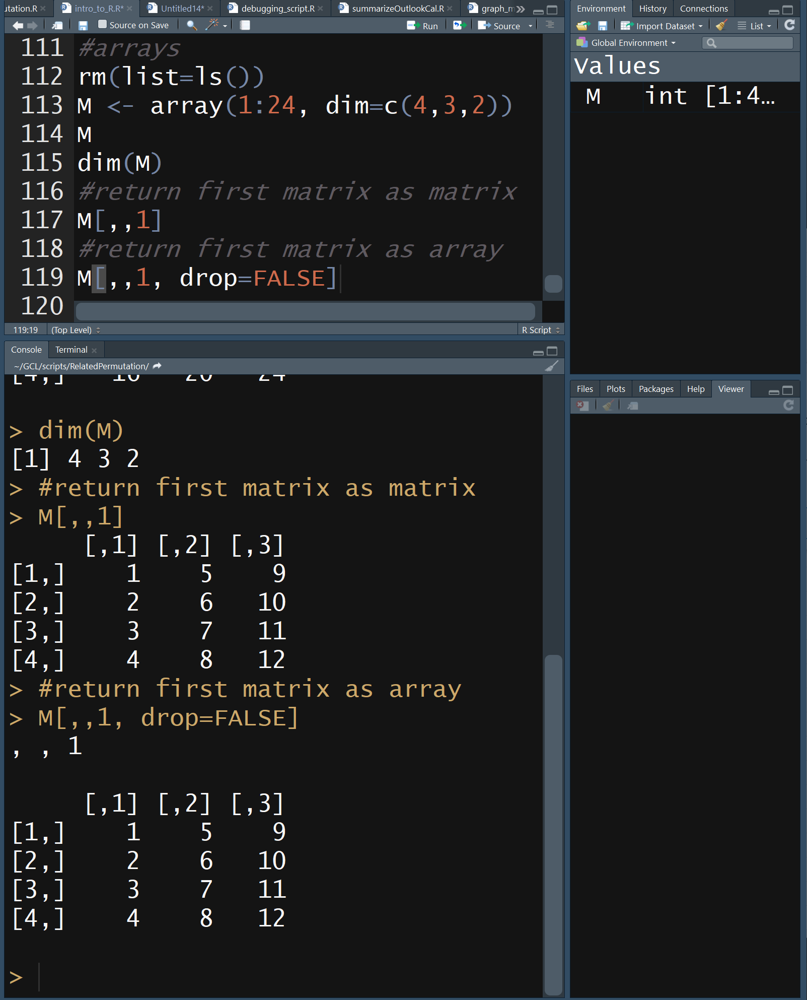 utation.R
intro_to_R.R*
Untitled14*
debugging_script.R
summarizeOutlookCal.R
graph_m
Source on Save
Run
Source
111 #arrays
112 rm(list=ls())
113 M <- array(1:24, dim=c(4,3,2))
114 M
115 dim(M)
116 #return first matrix as matrix
117 M[,,1]
118 #return first matrix as array
119 M[,,1, drop=FALSE]
120
119:19 (Top Level) R Script
Console Terminal
~/GCL/scripts/RelatedPermutation/
[4,]   16   20   24
> dim(M)
[1] 4 3 2
> #return first matrix as matrix
> M[,,1]
     [,1] [,2] [,3]
[1,]    1    5    9
[2,]    2    6   10
[3,]    3    7   11
[4,]    4    8   12
> #return first matrix as array
> M[,,1, drop=FALSE]
, , 1
     [,1] [,2] [,3]
[1,]    1    5    9
[2,]    2    6   10
[3,]    3    7   11
[4,]    4    8   12
>
Environment History Connections
Import Dataset
List
Global Environment
Values
M int [1:4…
Files Plots Packages Help Viewer